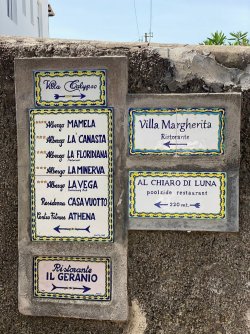 Villa Calypso
****Albergo MAMELA
****Albergo LA CANASTA
****Albergo LA FLORIDIANA
****Albergo LA MINERVA
***Albergo LA VEGA
Residenza CASA VUOTTO
Centro Fitness ATHENA
Ristorante
IL GERANIO
Villa Margherita
Ristorante
AL CHIARO DI LUNA
poolside restaurant
220 mt.